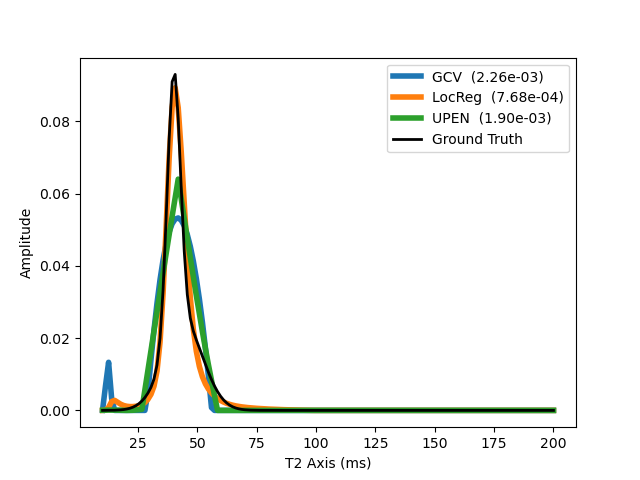 GCV (2.26e-03)
LocReg (7.68e-04)
UPEN (1.90e-03)
Ground Truth
0.08
0.06
0.04
0.02
0.00
Amplitude
25 50 75 100 125 150 175 200
T2 Axis (ms)